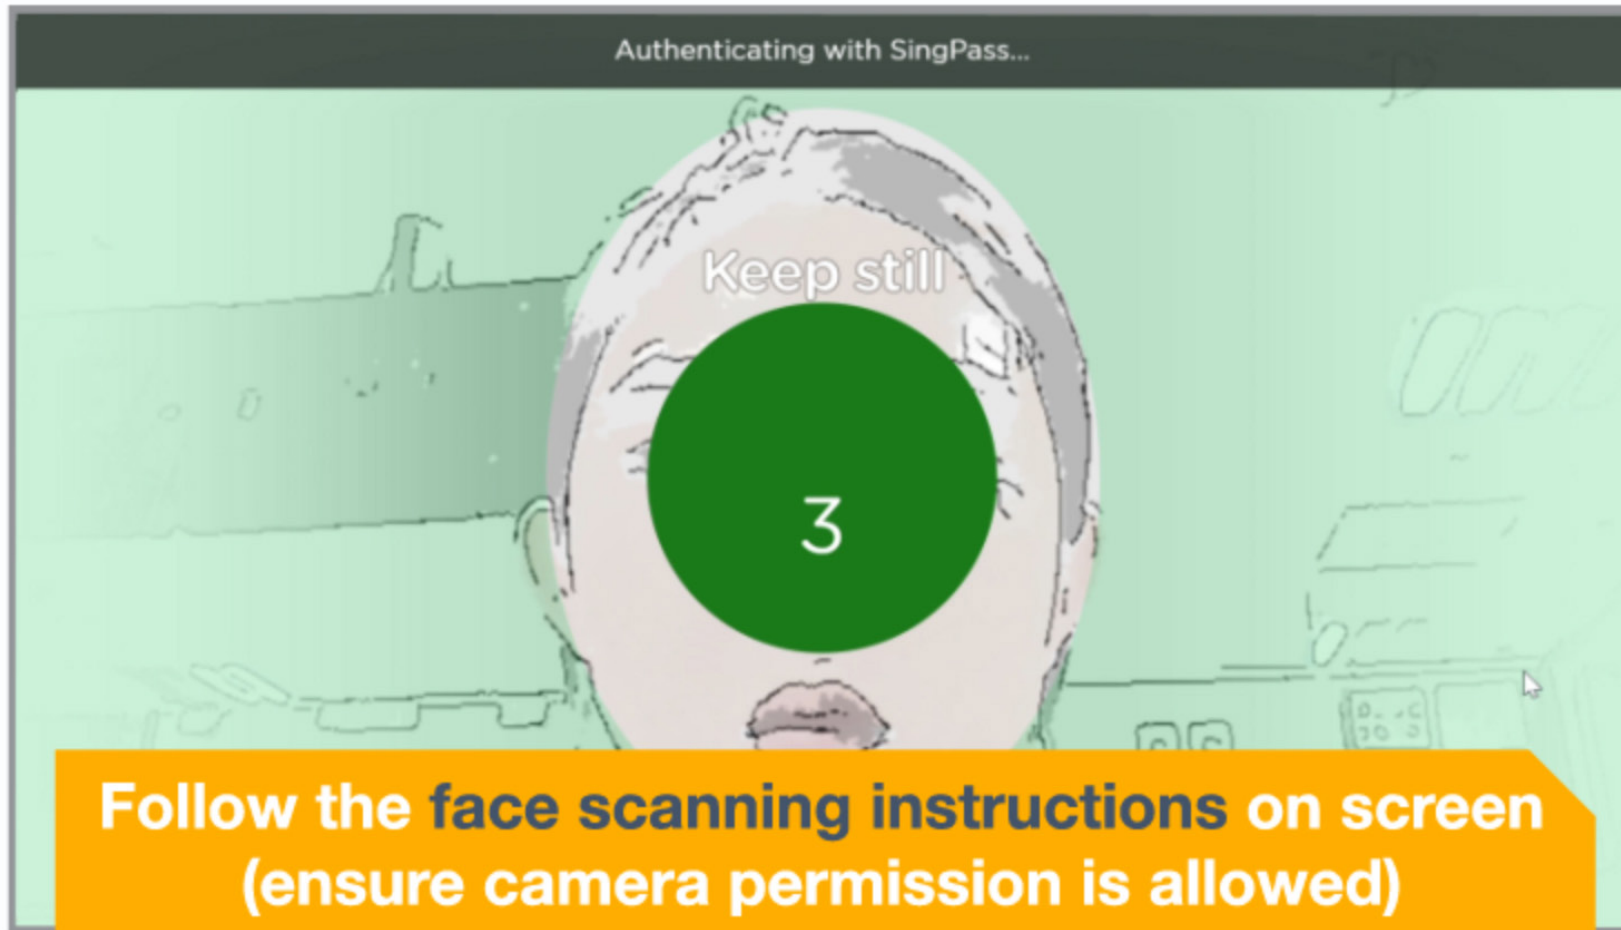 Authenticating with SingPass...
Keep still
3
Follow the face scanning instructions on screen
(ensure camera permission is allowed)